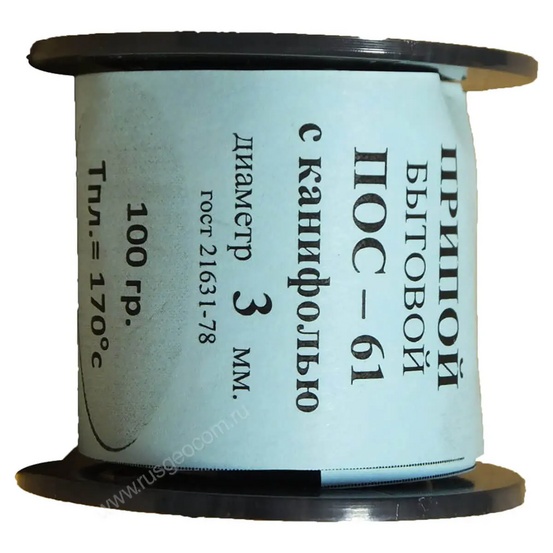 ПРИПОЙ
БЫТОВОЙ
ПОС – 61
с канифолью
диаметр 3 мм.
гост 21631-78
100 гр.
Тпл.= 170°с
www.rusgeocom.ru